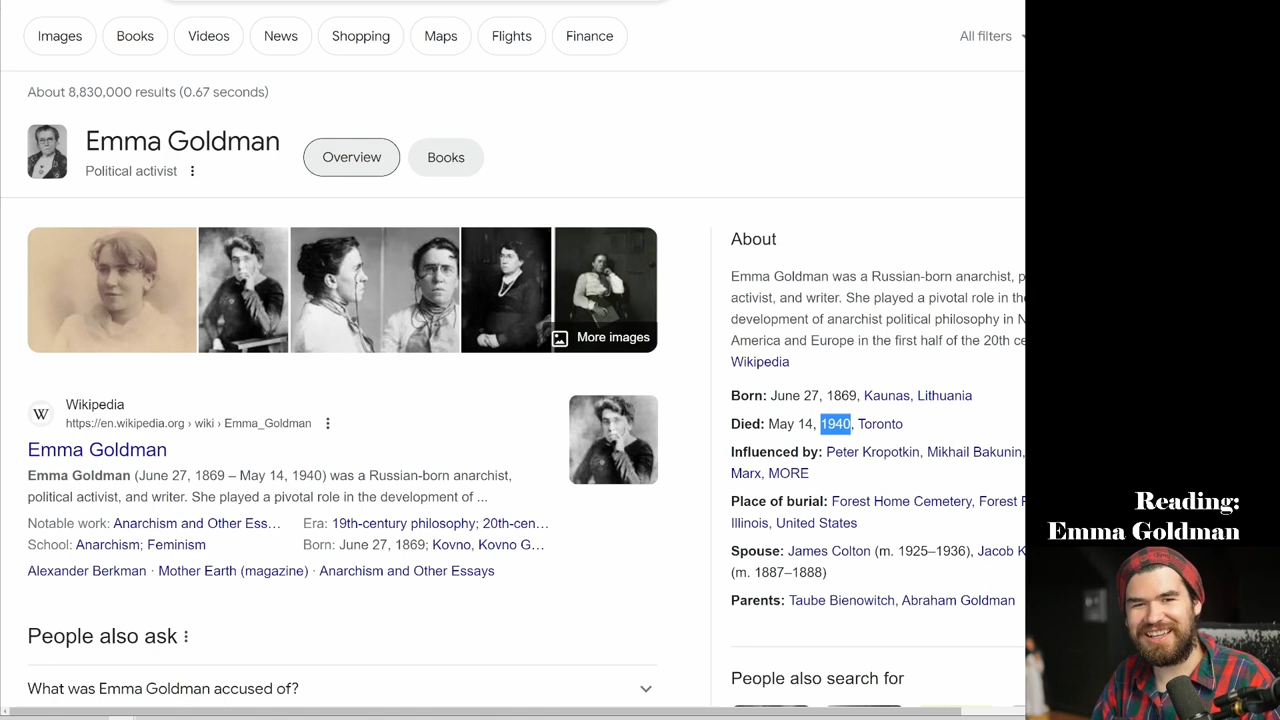 Images Books Videos News Shopping Maps Flights Finance All filters
About 8,830,000 results (0.67 seconds)
Emma Goldman
Political activist
Overview Books
More images
Wikipedia
https://en.wikipedia.org › wiki › Emma_Goldman
Emma Goldman
Emma Goldman (June 27, 1869 – May 14, 1940) was a Russian-born anarchist,
political activist, and writer. She played a pivotal role in the development of ...
Notable work: Anarchism and Other Ess… Era: 19th-century philosophy; 20th-cen…
School: Anarchism; Feminism Born: June 27, 1869; Kovno, Kovno G…
Alexander Berkman · Mother Earth (magazine) · Anarchism and Other Essays
People also ask
What was Emma Goldman accused of?
About
Emma Goldman was a Russian-born anarchist, p
activist, and writer. She played a pivotal role in th
development of anarchist political philosophy in N
America and Europe in the first half of the 20th ce
Wikipedia
Born: June 27, 1869, Kaunas, Lithuania
Died: May 14, 1940, Toronto
Influenced by: Peter Kropotkin, Mikhail Bakunin,
Marx, MORE
Place of burial: Forest Home Cemetery, Forest
Illinois, United States
Spouse: James Colton (m. 1925–1936), Jacob K
(m. 1887–1888)
Parents: Taube Bienowitch, Abraham Goldman
People also search for
Reading:
Emma Goldman